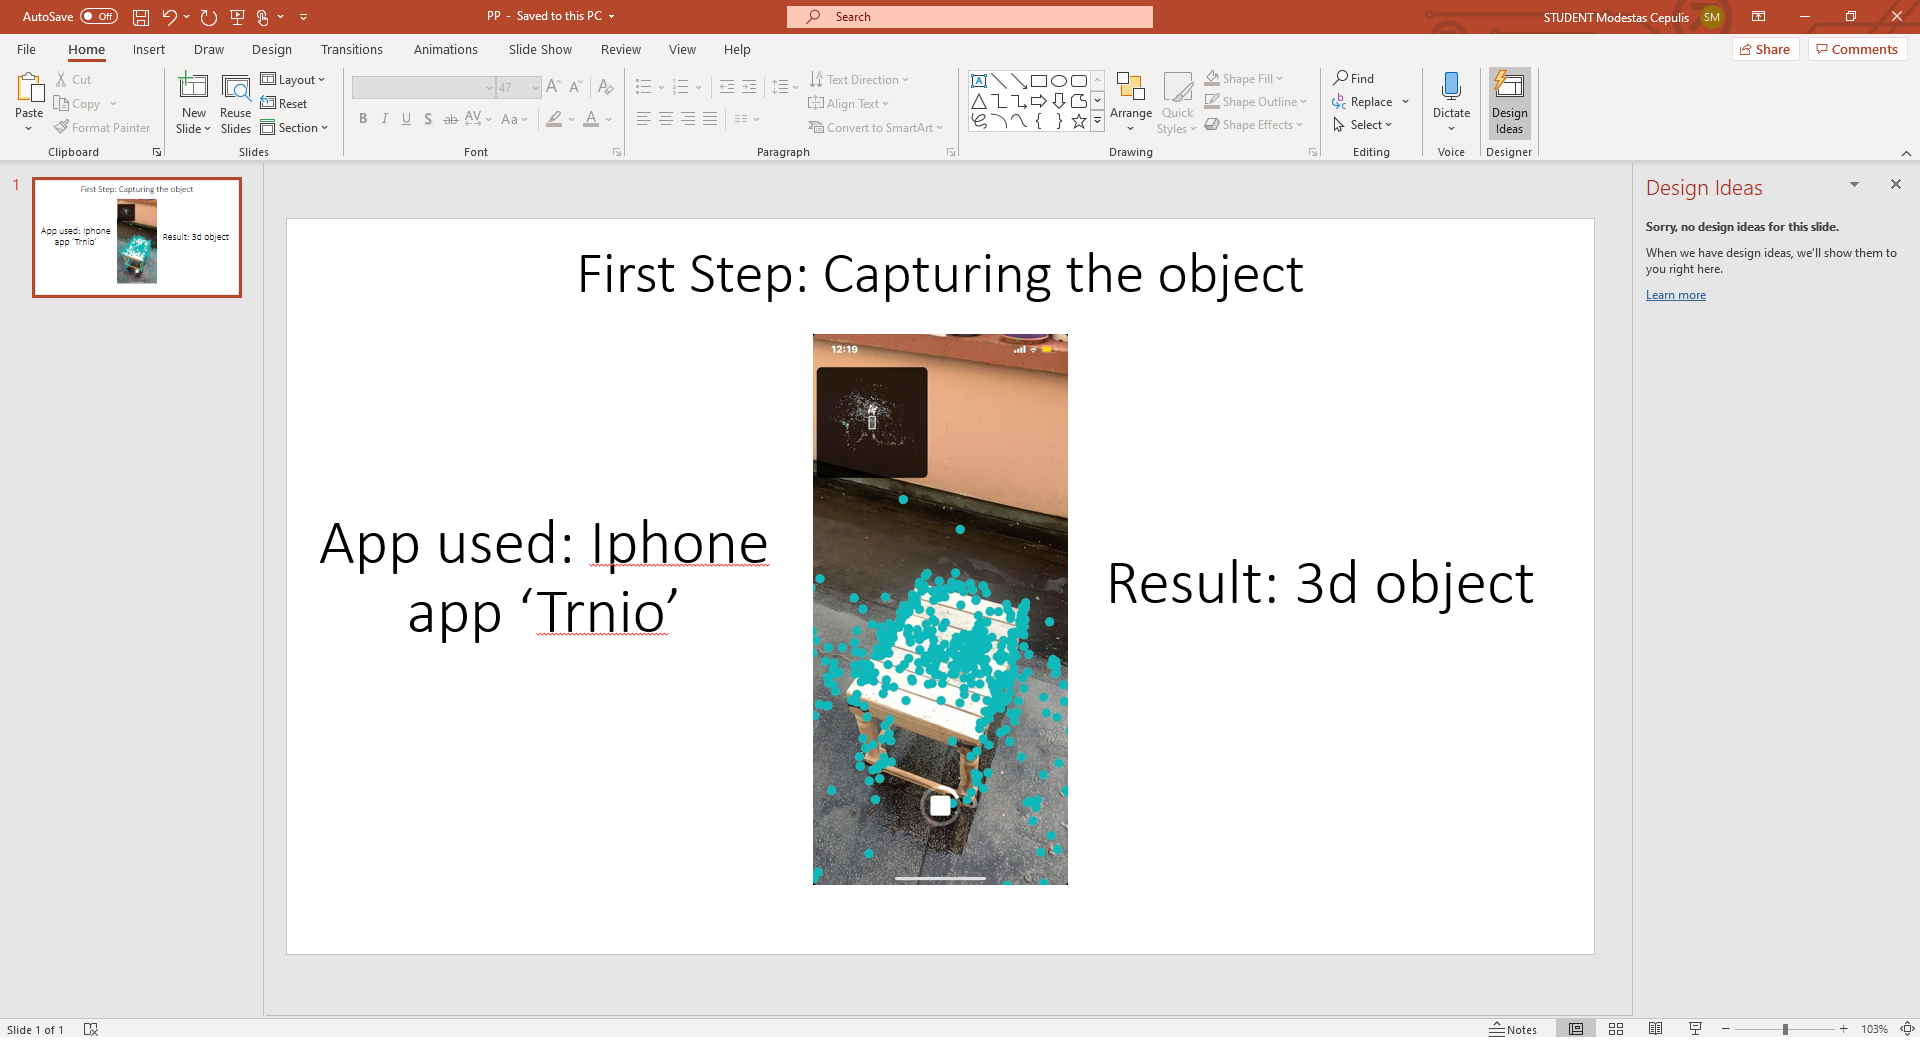 AutoSave Off
PP - Saved to this PC
Search
STUDENT Modestas Cepulis SM
File Home Insert Draw Design Transitions Animations Slide Show Review View Help
Share Comments
Paste
Cut
Copy
Format Painter
Clipboard
New Slide
Reuse Slides
Layout
Reset
Section
Slides
47
B I U S ab AV Aa A
Font
Text Direction
Align Text
Convert to SmartArt
Paragraph
Arrange
Quick Styles
Shape Fill
Shape Outline
Shape Effects
Drawing
Find
Replace
Select
Editing
Dictate
Voice
Design Ideas
Designer
1
First Step: Capturing the object
App used: Iphone
app ‘Trnio’
Result: 3d object
First Step: Capturing the object
12:19
App used: Iphone
app ‘Trnio’
Result: 3d object
Design Ideas
Sorry, no design ideas for this slide.
When we have design ideas, we'll show them to
you right here.
Learn more
Slide 1 of 1
Notes
103%